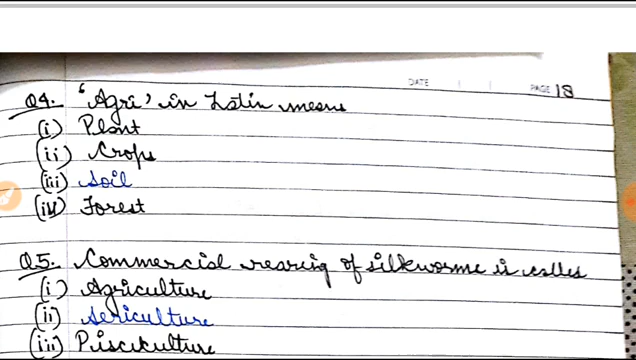 DATE
PAGE 18
Q4. 'Agri' in Latin means
(i) Plant
(ii) Crops
(iii) Soil
(iv) Forest
Q5. Commercial rearing of silkworms is called
(i) Agriculture
(ii) Sericulture
(iii) Pisciculture